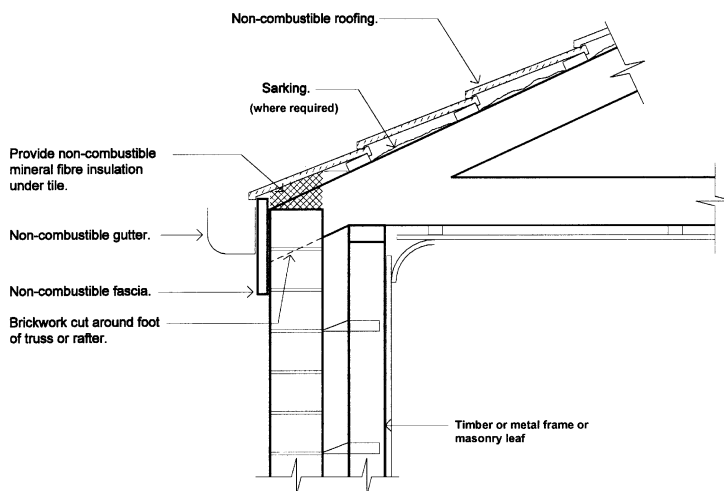 Non-combustible roofing.
Sarking.
(where required)
Provide non-combustible
mineral fibre insulation
under tile.
Non-combustible gutter.
Non-combustible fascia.
Brickwork cut around foot
of truss or rafter.
Timber or metal frame or
masonry leaf